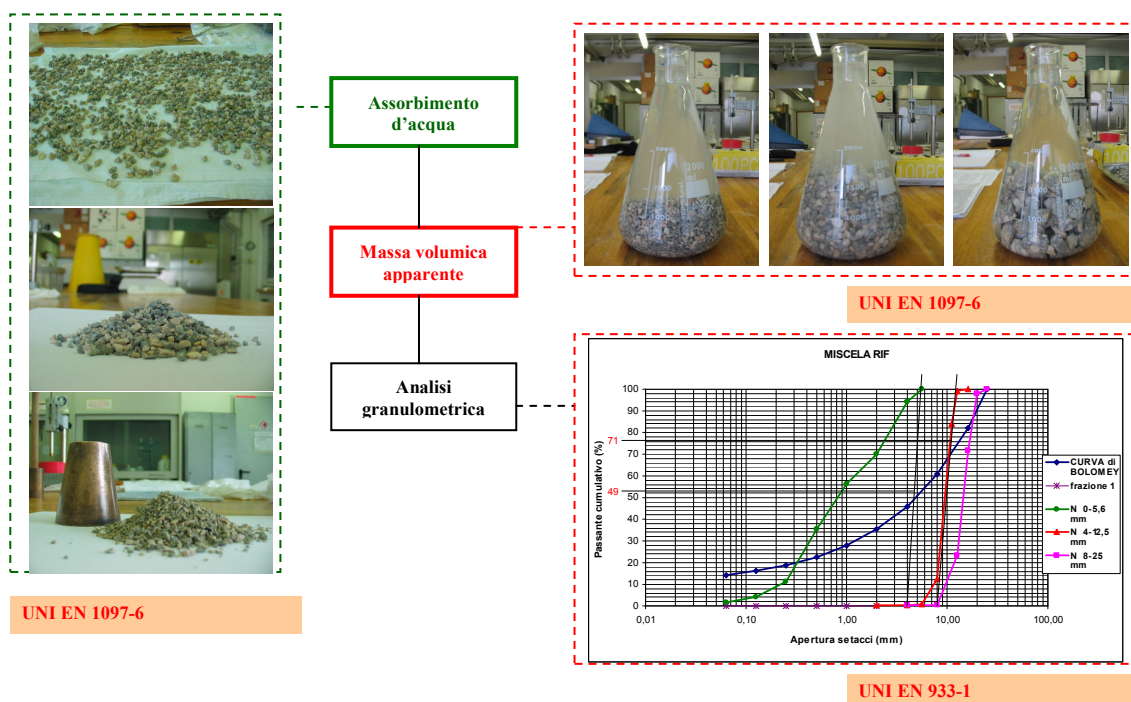 Assorbimento
d'acqua
Massa volumica
apparente
Analisi
granulometrica
UNI EN 1097-6
UNI EN 1097-6
MISCELA RIF
Passante cumulativo (%)
100
90
80
71
70
60
49
50
40
30
20
10
0
0,01
0,10
1,00
10,00
100,00
Apertura setacci (mm)
CURVA di
BOLOMEY
frazione 1
N 0-5,6
mm
N 4-12,5
mm
N 8-25
mm
UNI EN 933-1